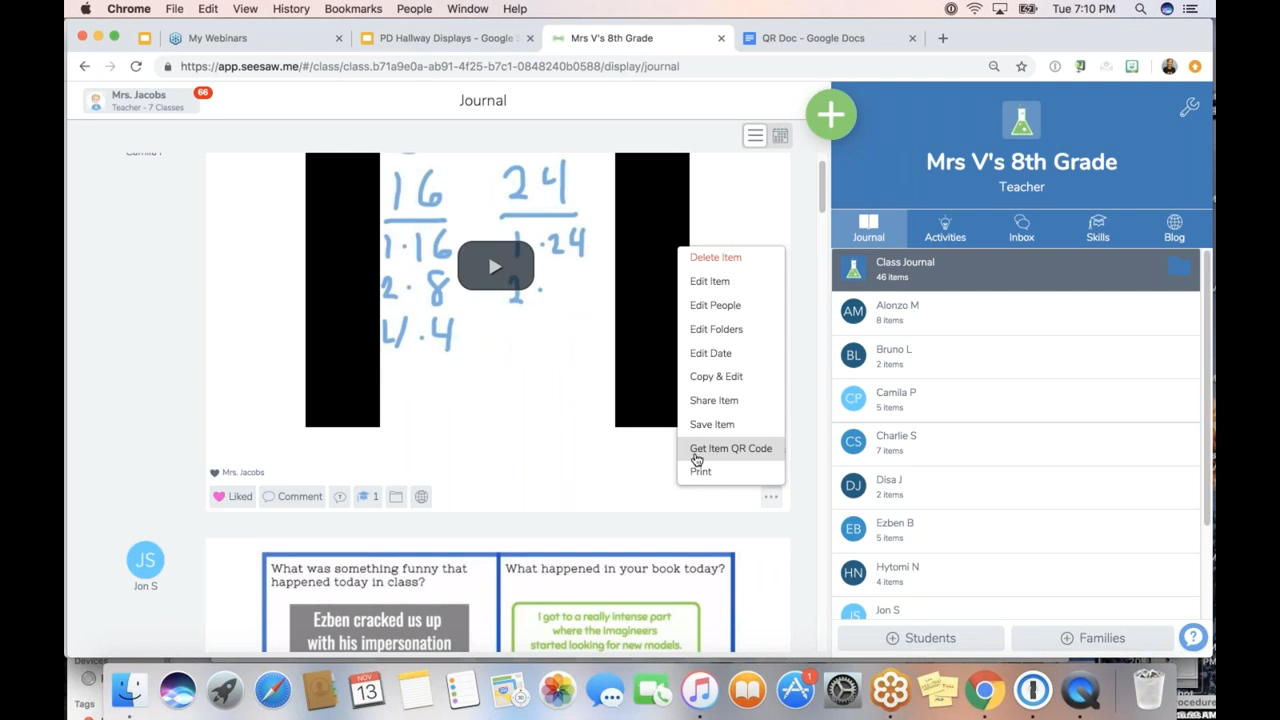 Chrome File Edit View History Bookmarks People Window Help Tue 7:10 PM
My Webinars
PD Hallway Displays - Google S
Mrs V's 8th Grade
QR Doc - Google Docs
https://app.seesaw.me/#/class/class.b71a9e0a-ab91-4f25-b7c1-0848240b0588/display/journal
Mrs. Jacobs
Teacher - 7 Classes
66
Journal
16 24
1·16 1·24
2·8 2·
4·4
Delete Item
Edit Item
Edit People
Edit Folders
Edit Date
Copy & Edit
Share Item
Save Item
Get Item QR Code
Print
Mrs. Jacobs
Liked
Comment
1
JS
Jon S
What was something funny that
happened today in class?
Ezben cracked us up
with his impersonation
What happened in your book today?
I got to a really intense part
where the Imagineers
started looking for new models.
Mrs V's 8th Grade
Teacher
Journal
Activities
Inbox
Skills
Blog
Class Journal
46 items
AM
Alonzo M
8 items
BL
Bruno L
2 items
CP
Camila P
5 items
CS
Charlie S
7 items
DJ
Disa J
2 items
EB
Ezben B
5 items
HN
Hytomi N
4 items
JS
Jon S
Students
Families
?
Devices
Tags
NOV
13
1